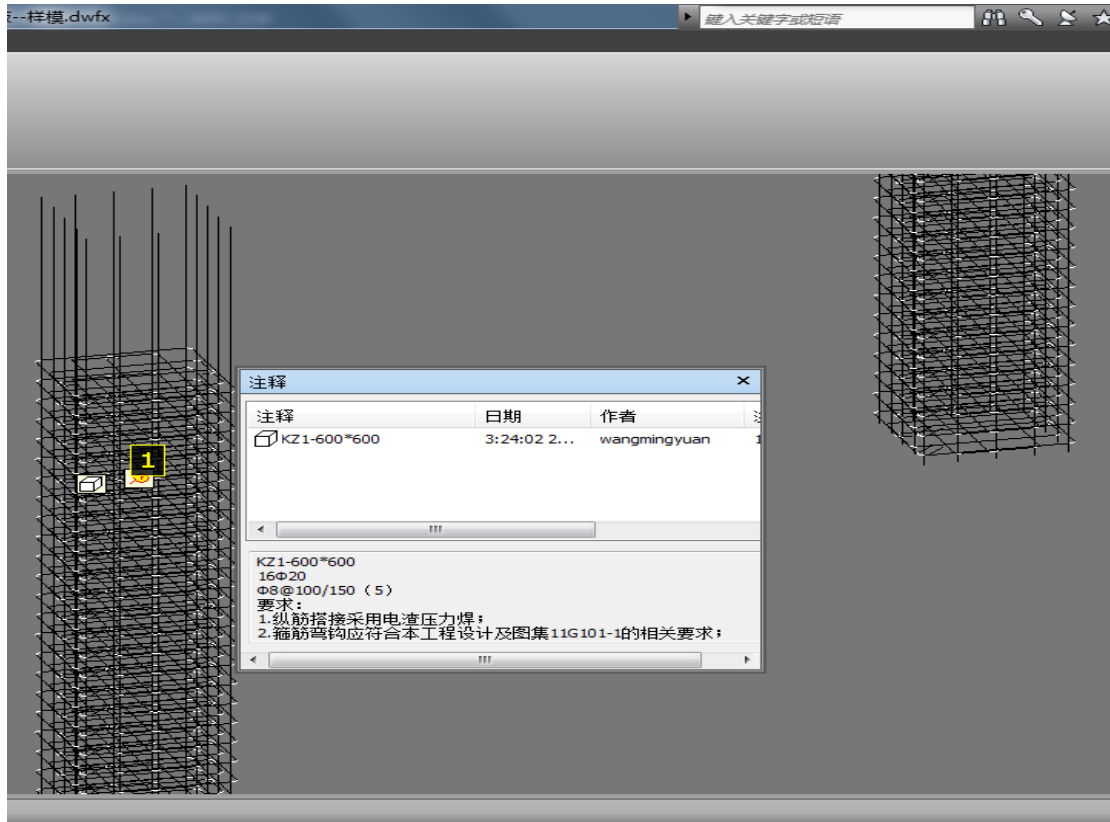 --样模.dwfx
键入关键字或短语
注释
注释 日期 作者
KZ1-600*600 3:24:02 2... wangmingyuan 1
1
KZ1-600*600
16Φ20
Φ8@100/150（5）
要求：
1.纵筋搭接采用电渣压力焊；
2.箍筋弯钩应符合本工程设计及图集11G101-1的相关要求；